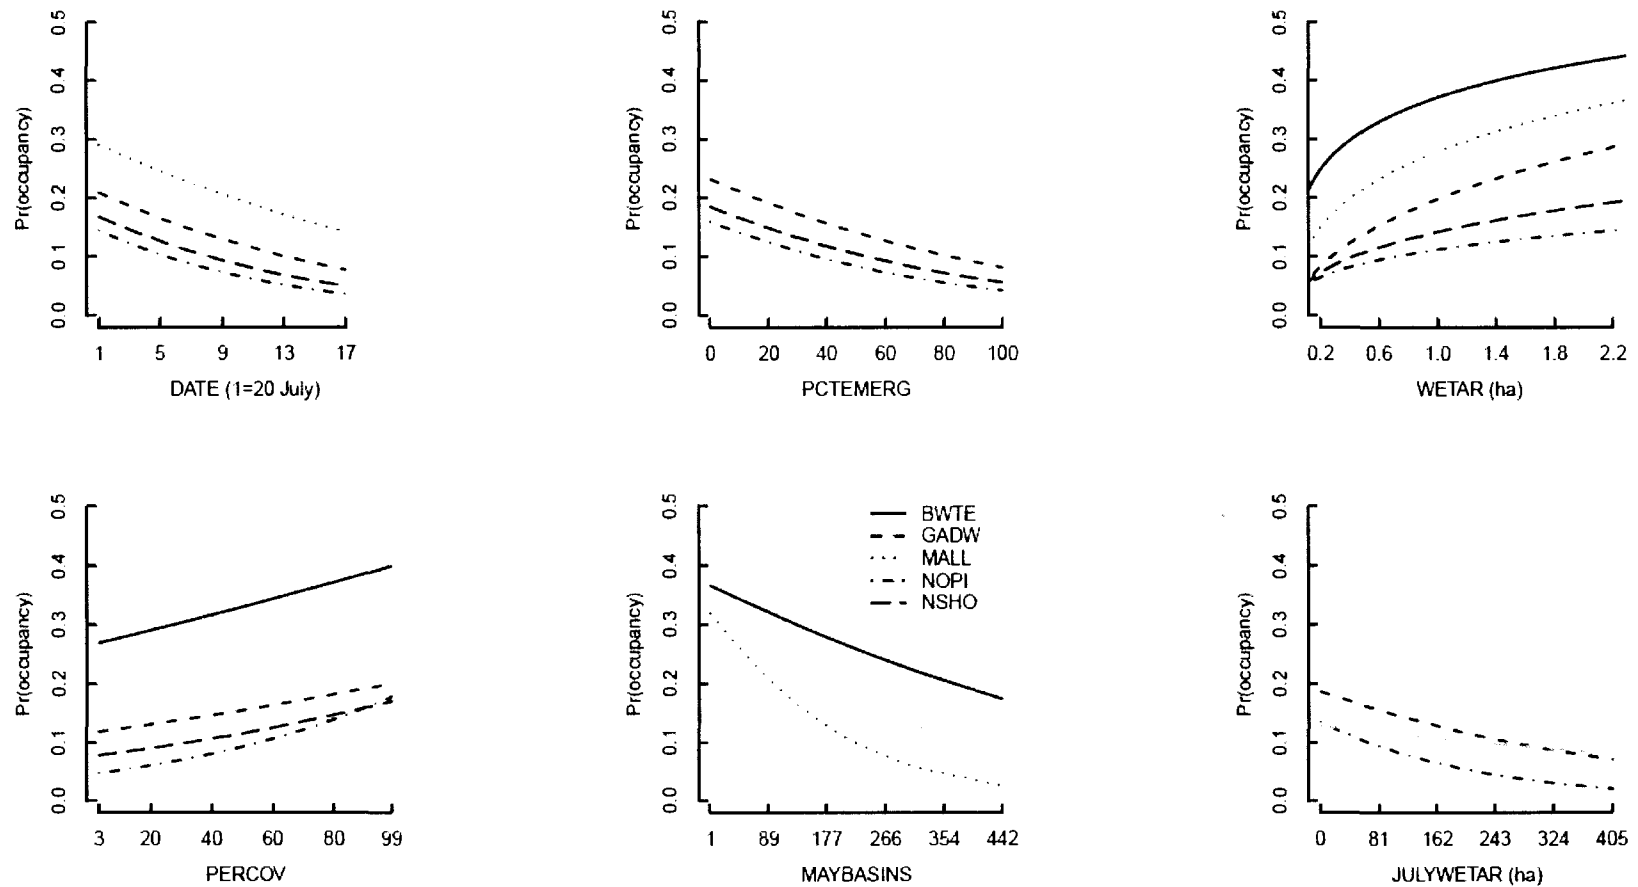 Pr(occupancy)
0.5
0.4
0.3
0.2
0.1
0.0
1 5 9 13 17
DATE (1=20 July)
Pr(occupancy)
0.5
0.4
0.3
0.2
0.1
0.0
0 20 40 60 80 100
PCTEMERG
Pr(occupancy)
0.5
0.4
0.3
0.2
0.1
0.0
0.2 0.6 1.0 1.4 1.8 2.2
WETAR (ha)
Pr(occupancy)
0.5
0.4
0.3
0.2
0.1
0.0
3 20 40 60 80 99
PERCOV
Pr(occupancy)
0.5
0.4
0.3
0.2
0.1
0.0
BWTE
GADW
MALL
NOPI
NSHO
1 89 177 266 354 442
MAYBASINS
Pr(occupancy)
0.5
0.4
0.3
0.2
0.1
0.0
0 81 162 243 324 405
JULYWETAR (ha)